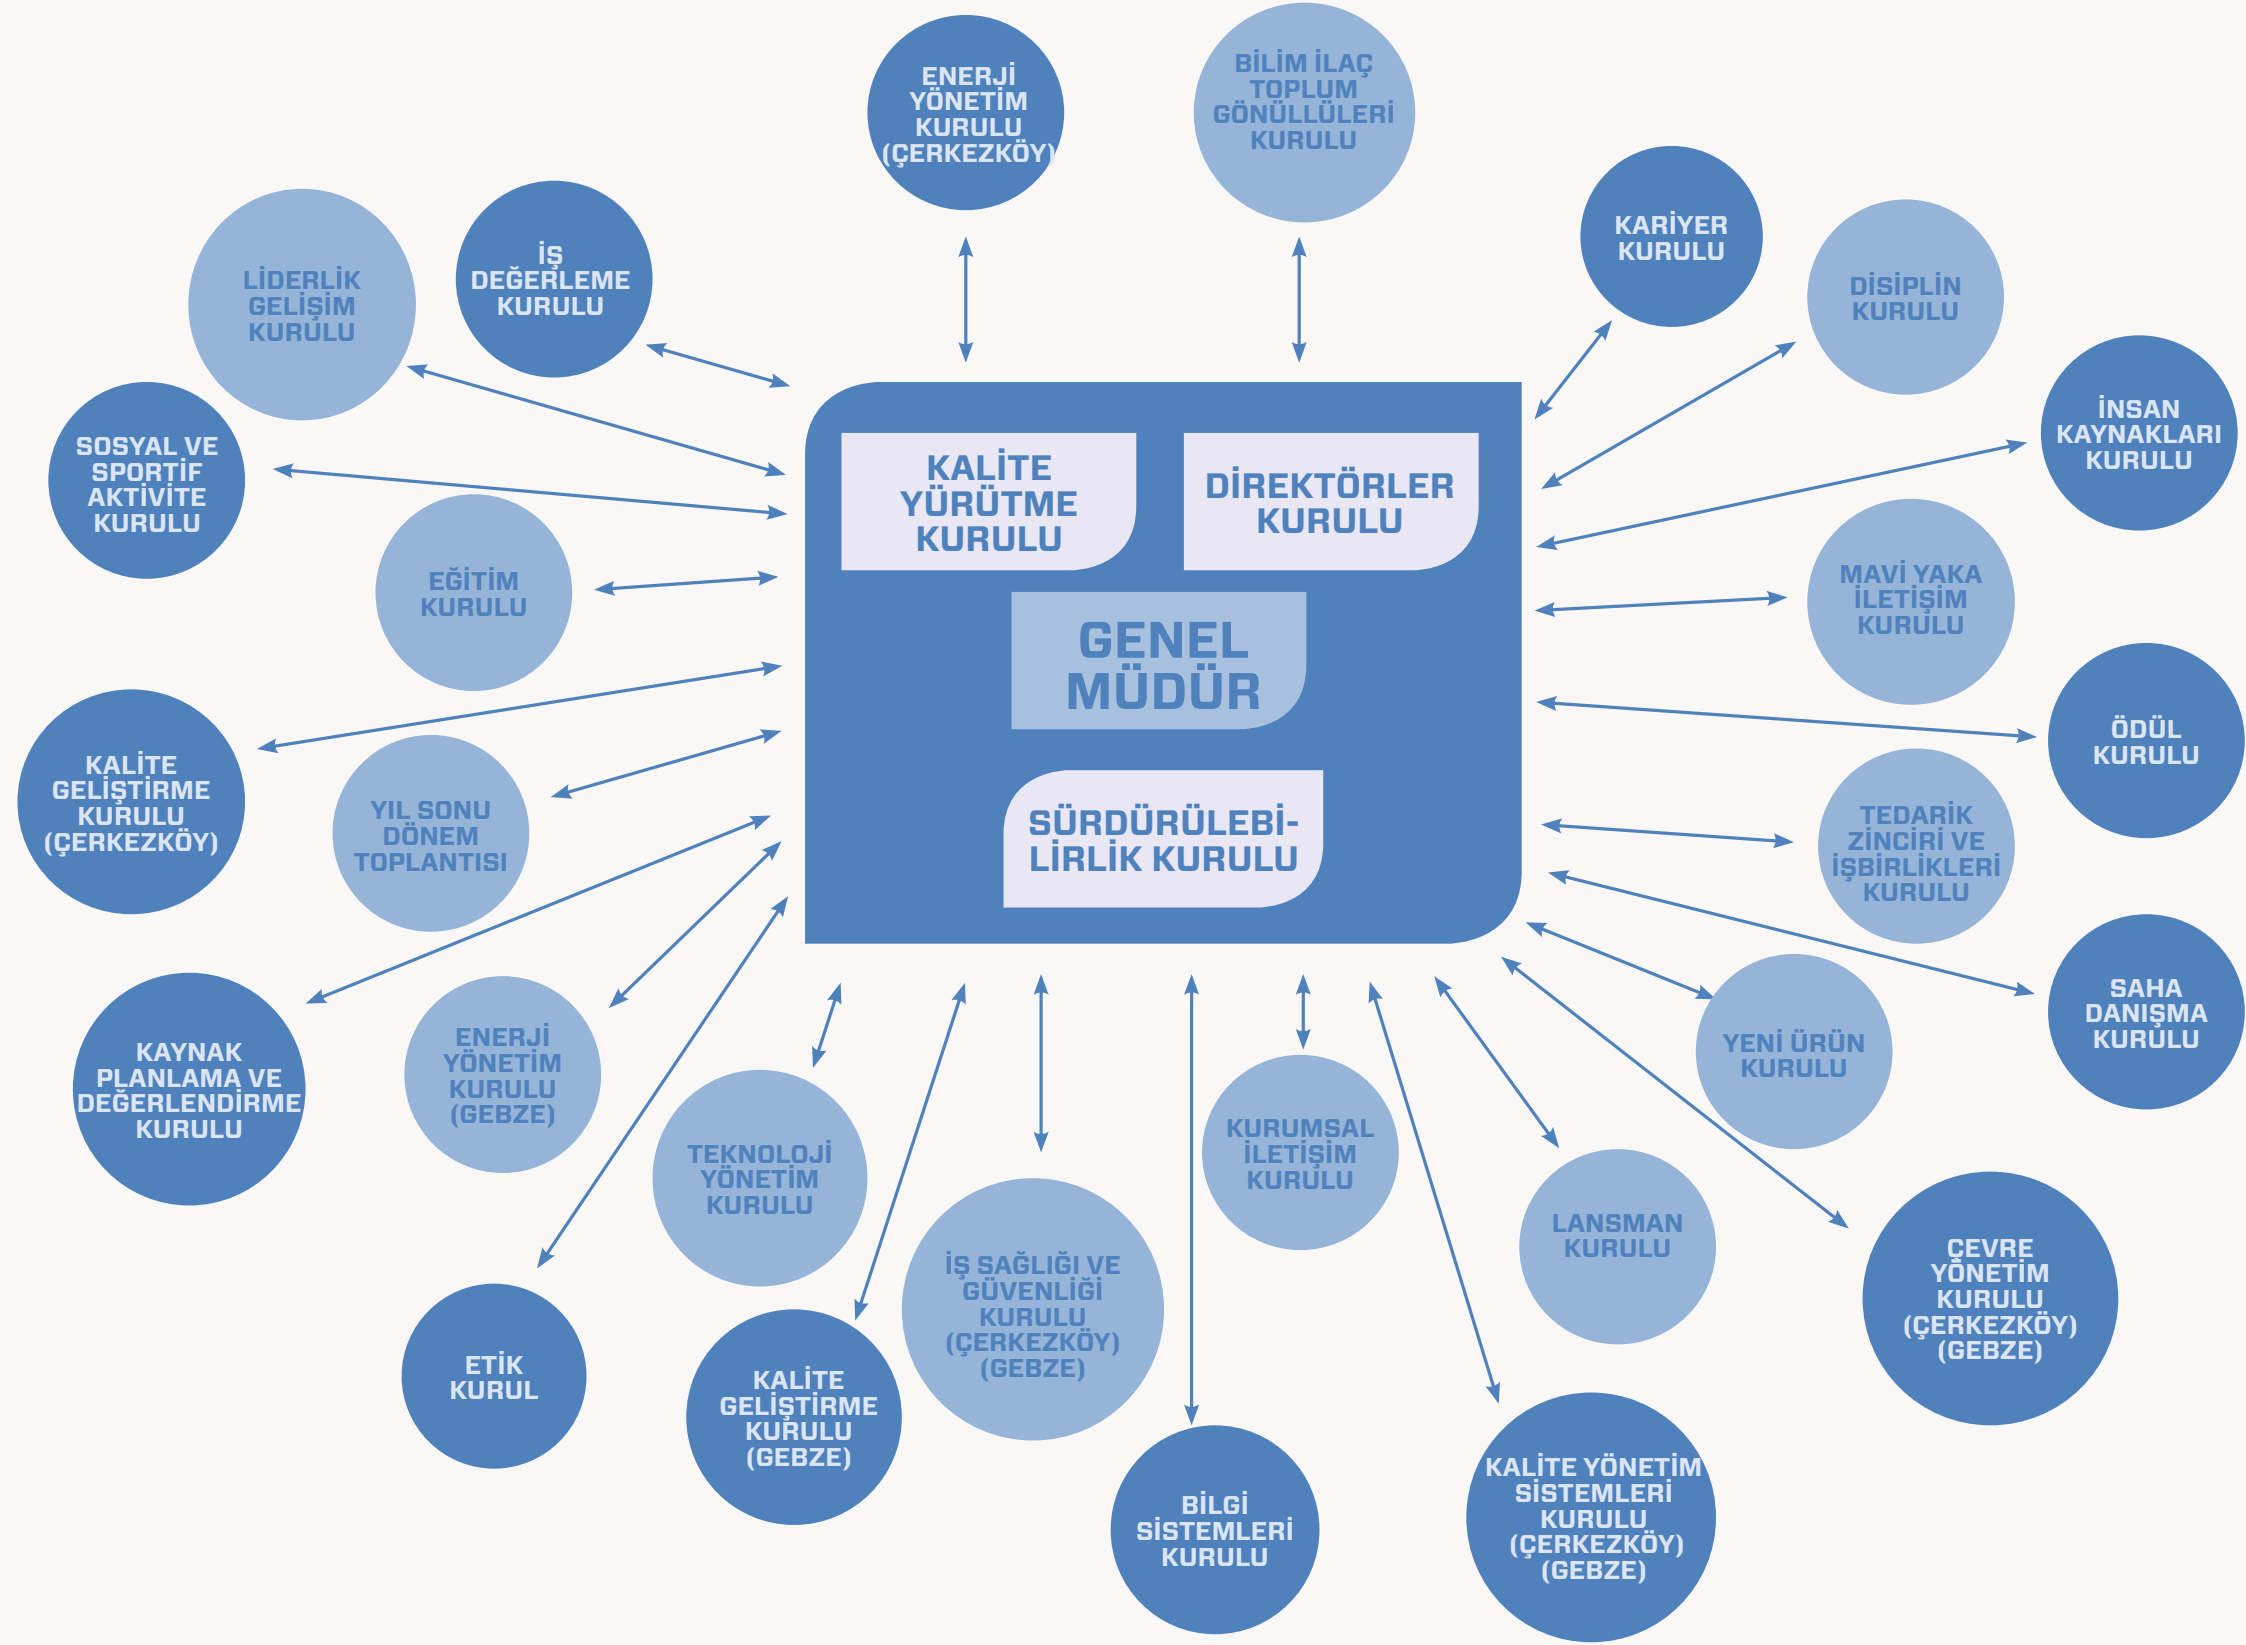 ENERJİ
YÖNETİM
KURULU
(ÇERKEZKÖY)
BİLİM İLAÇ
TOPLUM
GÖNÜLLÜLERİ
KURULU
KARİYER
KURULU
DİSİPLİN
KURULU
İNSAN
KAYNAKLARI
KURULU
MAVİ YAKA
İLETİŞİM
KURULU
ÖDÜL
KURULU
TEDARİK
ZİNCİRİ VE
İŞBİRLİKLERİ
KURULU
SAHA
DANIŞMA
KURULU
YENİ ÜRÜN
KURULU
ÇEVRE
YÖNETİM
KURULU
(ÇERKEZKÖY)
(GEBZE)
LANSMAN
KURULU
KALİTE YÖNETİM
SİSTEMLERİ
KURULU
(ÇERKEZKÖY)
(GEBZE)
KURUMSAL
İLETİŞİM
KURULU
BİLGİ
SİSTEMLERİ
KURULU
İŞ SAĞLIĞI VE
GÜVENLİĞİ
KURULU
(ÇERKEZKÖY)
(GEBZE)
KALİTE
GELİŞTİRME
KURULU
(GEBZE)
TEKNOLOJİ
YÖNETİM
KURULU
ETİK
KURUL
ENERJİ
YÖNETİM
KURULU
(GEBZE)
KAYNAK
PLANLAMA VE
DEĞERLENDİRME
KURULU
YIL SONU
DÖNEM
TOPLANTISI
KALİTE
GELİŞTİRME
KURULU
(ÇERKEZKÖY)
EĞİTİM
KURULU
SOSYAL VE
SPORTİF
AKTİVİTE
KURULU
LİDERLİK
GELİŞİM
KURULU
İŞ
DEĞERLEME
KURULU
KALİTE
YÜRÜTME
KURULU
DİREKTÖRLER
KURULU
GENEL
MÜDÜR
SÜRDÜRÜLEBİ-
LİRLİK KURULU